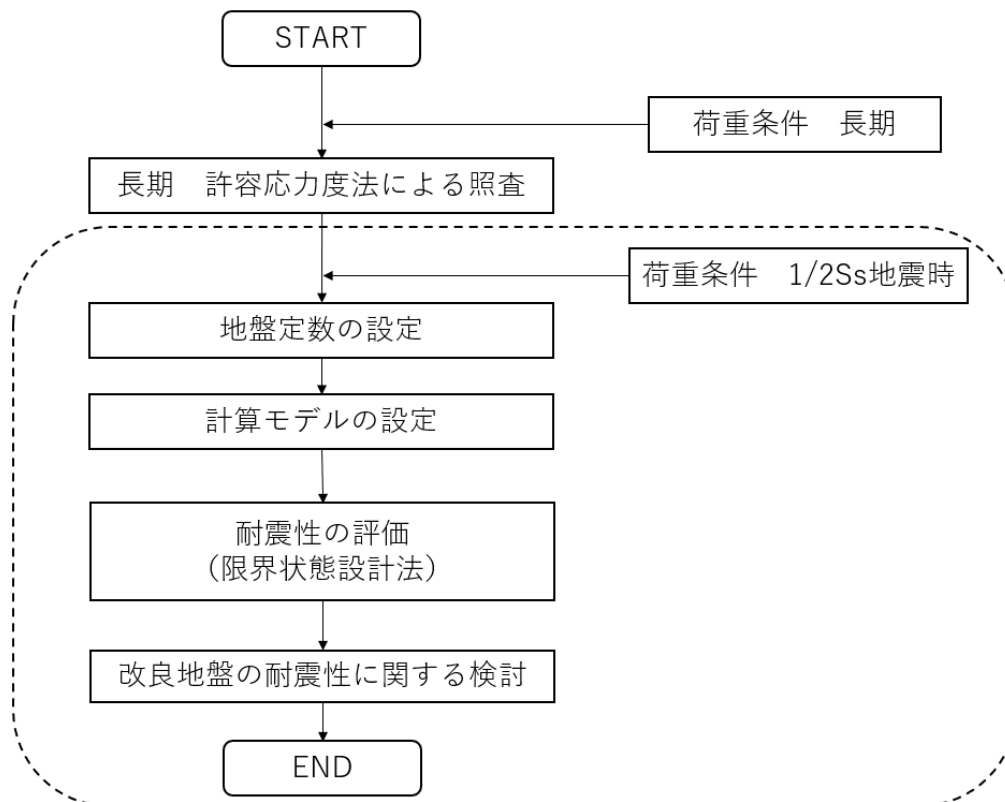 START
荷重条件　長期
長期　許容応力度法による照査
荷重条件　1/2Ss地震時
地盤定数の設定
計算モデルの設定
耐震性の評価
(限界状態設計法)
改良地盤の耐震性に関する検討
END